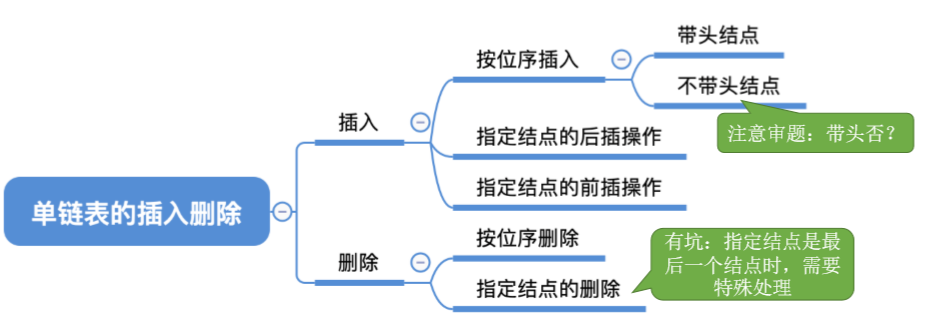 带头结点
按位序插入
不带头结点
插入
注意审题：带头否？
指定结点的后插操作
指定结点的前插操作
单链表的插入删除
按位序删除
有坑：指定结点是最
后一个结点时，需要
特殊处理
删除
指定结点的删除